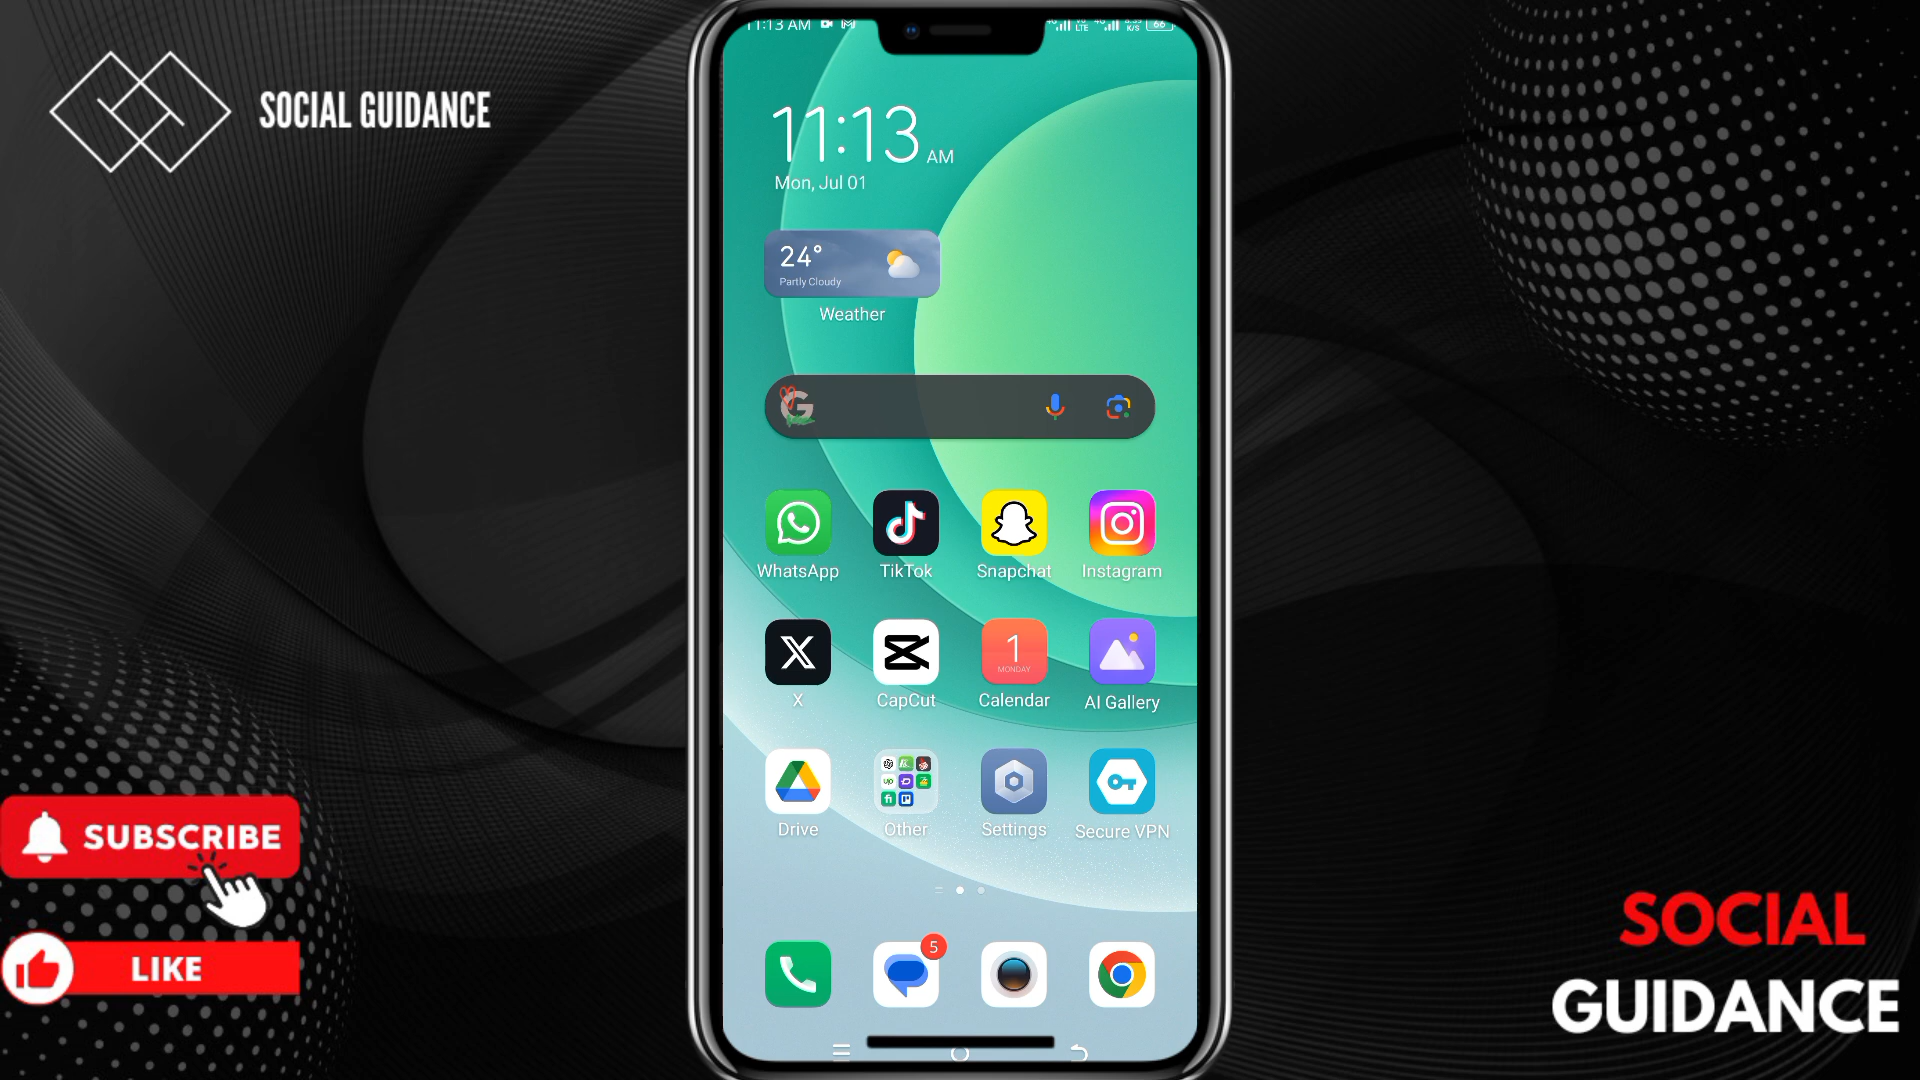 SOCIAL GUIDANCE
11:13 AM
66
11:13 AM
Mon, Jul 01
24°
Partly Cloudy
Weather
WhatsApp
TikTok
Snapchat
Instagram
1
MONDAY
X
CapCut
Calendar
AI Gallery
Drive
Other
Settings
Secure VPN
5
SUBSCRIBE
LIKE
SOCIAL
GUIDANCE